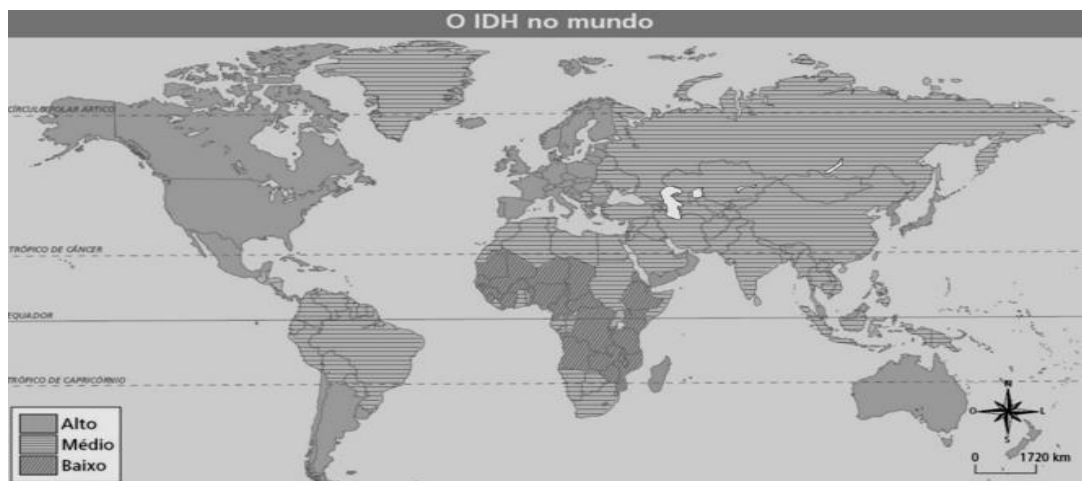 O IDH no mundo
CÍRCULO POLAR ÁRTICO
TRÓPICO DE CÂNCER
EQUADOR
TRÓPICO DE CAPRICÓRNIO
Alto
Médio
Baixo
N
O L
S
0 1720 km